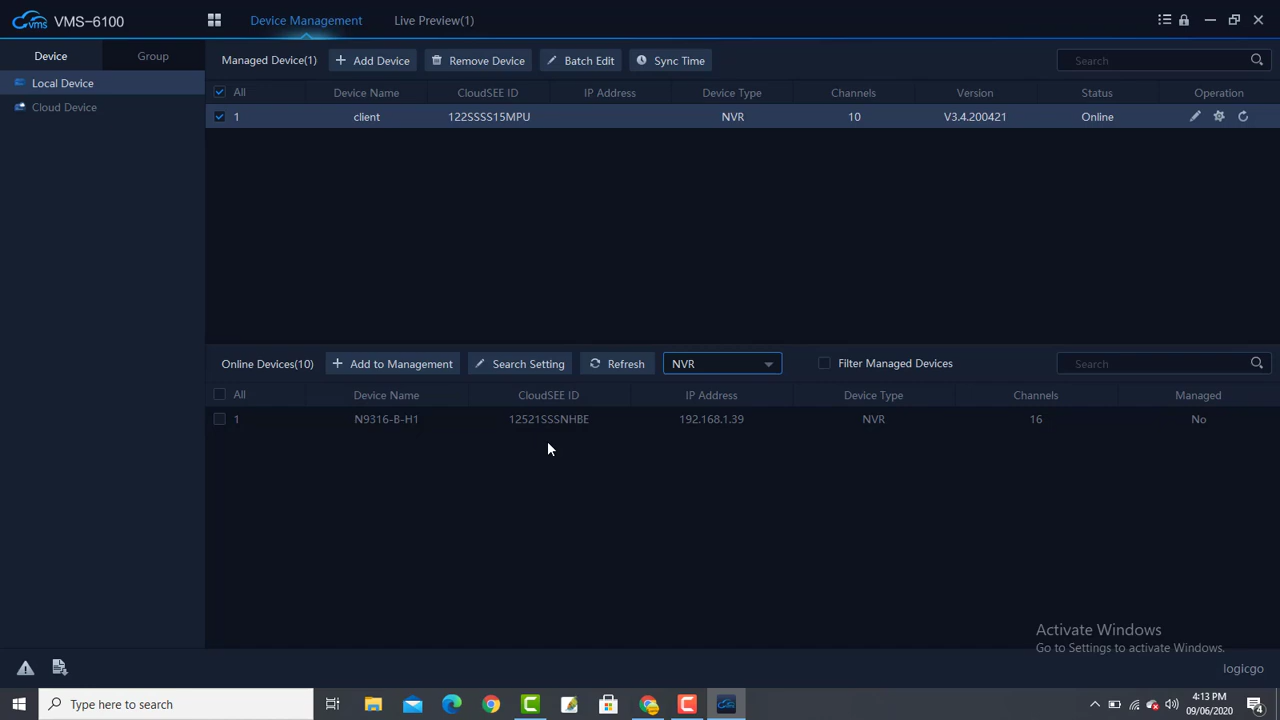 vms VMS-6100 Device Management Live Preview(1)
Device Group Managed Device(1) Add Device Remove Device Batch Edit Sync Time Search
Local Device
Cloud Device
All Device Name CloudSEE ID IP Address Device Type Channels Version Status Operation
1 client 122SSSS15MPU NVR 10 V3.4.200421 Online
Online Devices(10) Add to Management Search Setting Refresh NVR Filter Managed Devices Search
All Device Name CloudSEE ID IP Address Device Type Channels Managed
1 N9316-B-H1 12521SSSNHBE 192.168.1.39 NVR 16 No
Activate Windows
Go to Settings to activate Windows.
logicgo
Type here to search
4:13 PM
09/06/2020
4